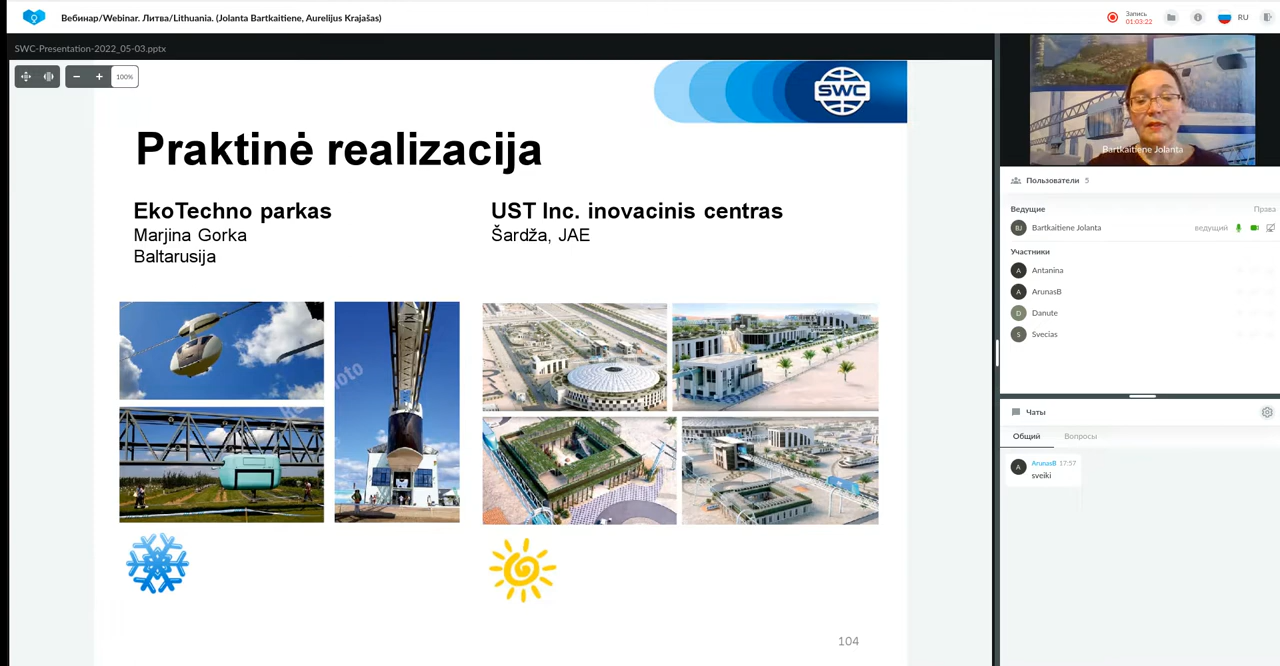 Вебинар/Webinar. Литва/Lithuania. (Jolanta Bartkaitiene, Aurelijus Krajašas)
Запись
01:03:22
RU
SWC-Presentation-2022_05-03.pptx
100%
SWC
Praktinė realizacija
EkoTechno parkas
Marjina Gorka
Baltarusija
UST Inc. inovacinis centras
Šardža, JAE
104
Bartkaitiene Jolanta
Пользователи 5
Ведущие
Права
BJ
Bartkaitiene Jolanta
ведущий
Участники
A
Antanina
A
ArunasB
D
Danute
S
Svecias
Чаты
Общий
Вопросы
A
ArunasB 17:57
sveiki